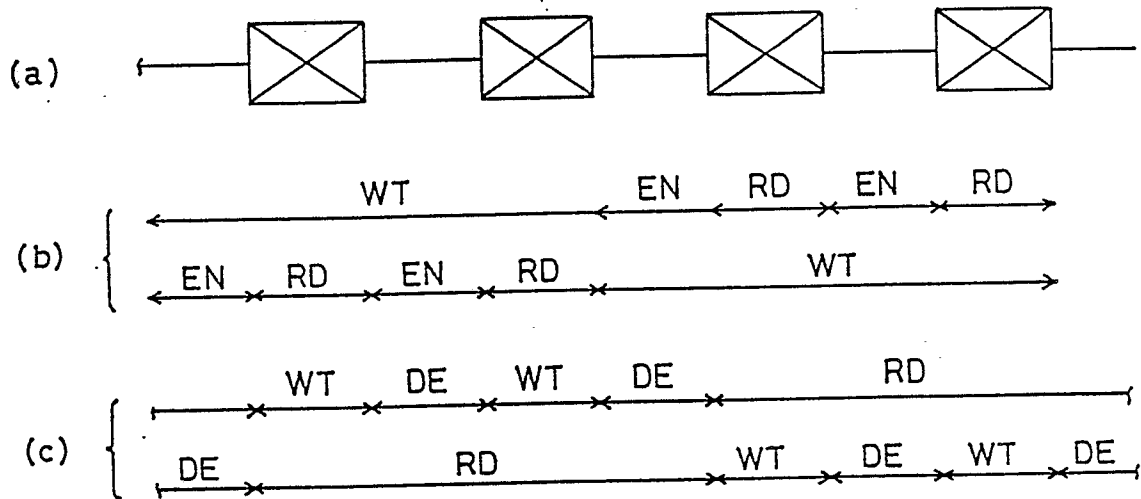 (a)
WT EN RD EN RD
(b)
EN RD EN RD WT
WT DE WT DE RD
(c)
DE RD WT DE WT DE